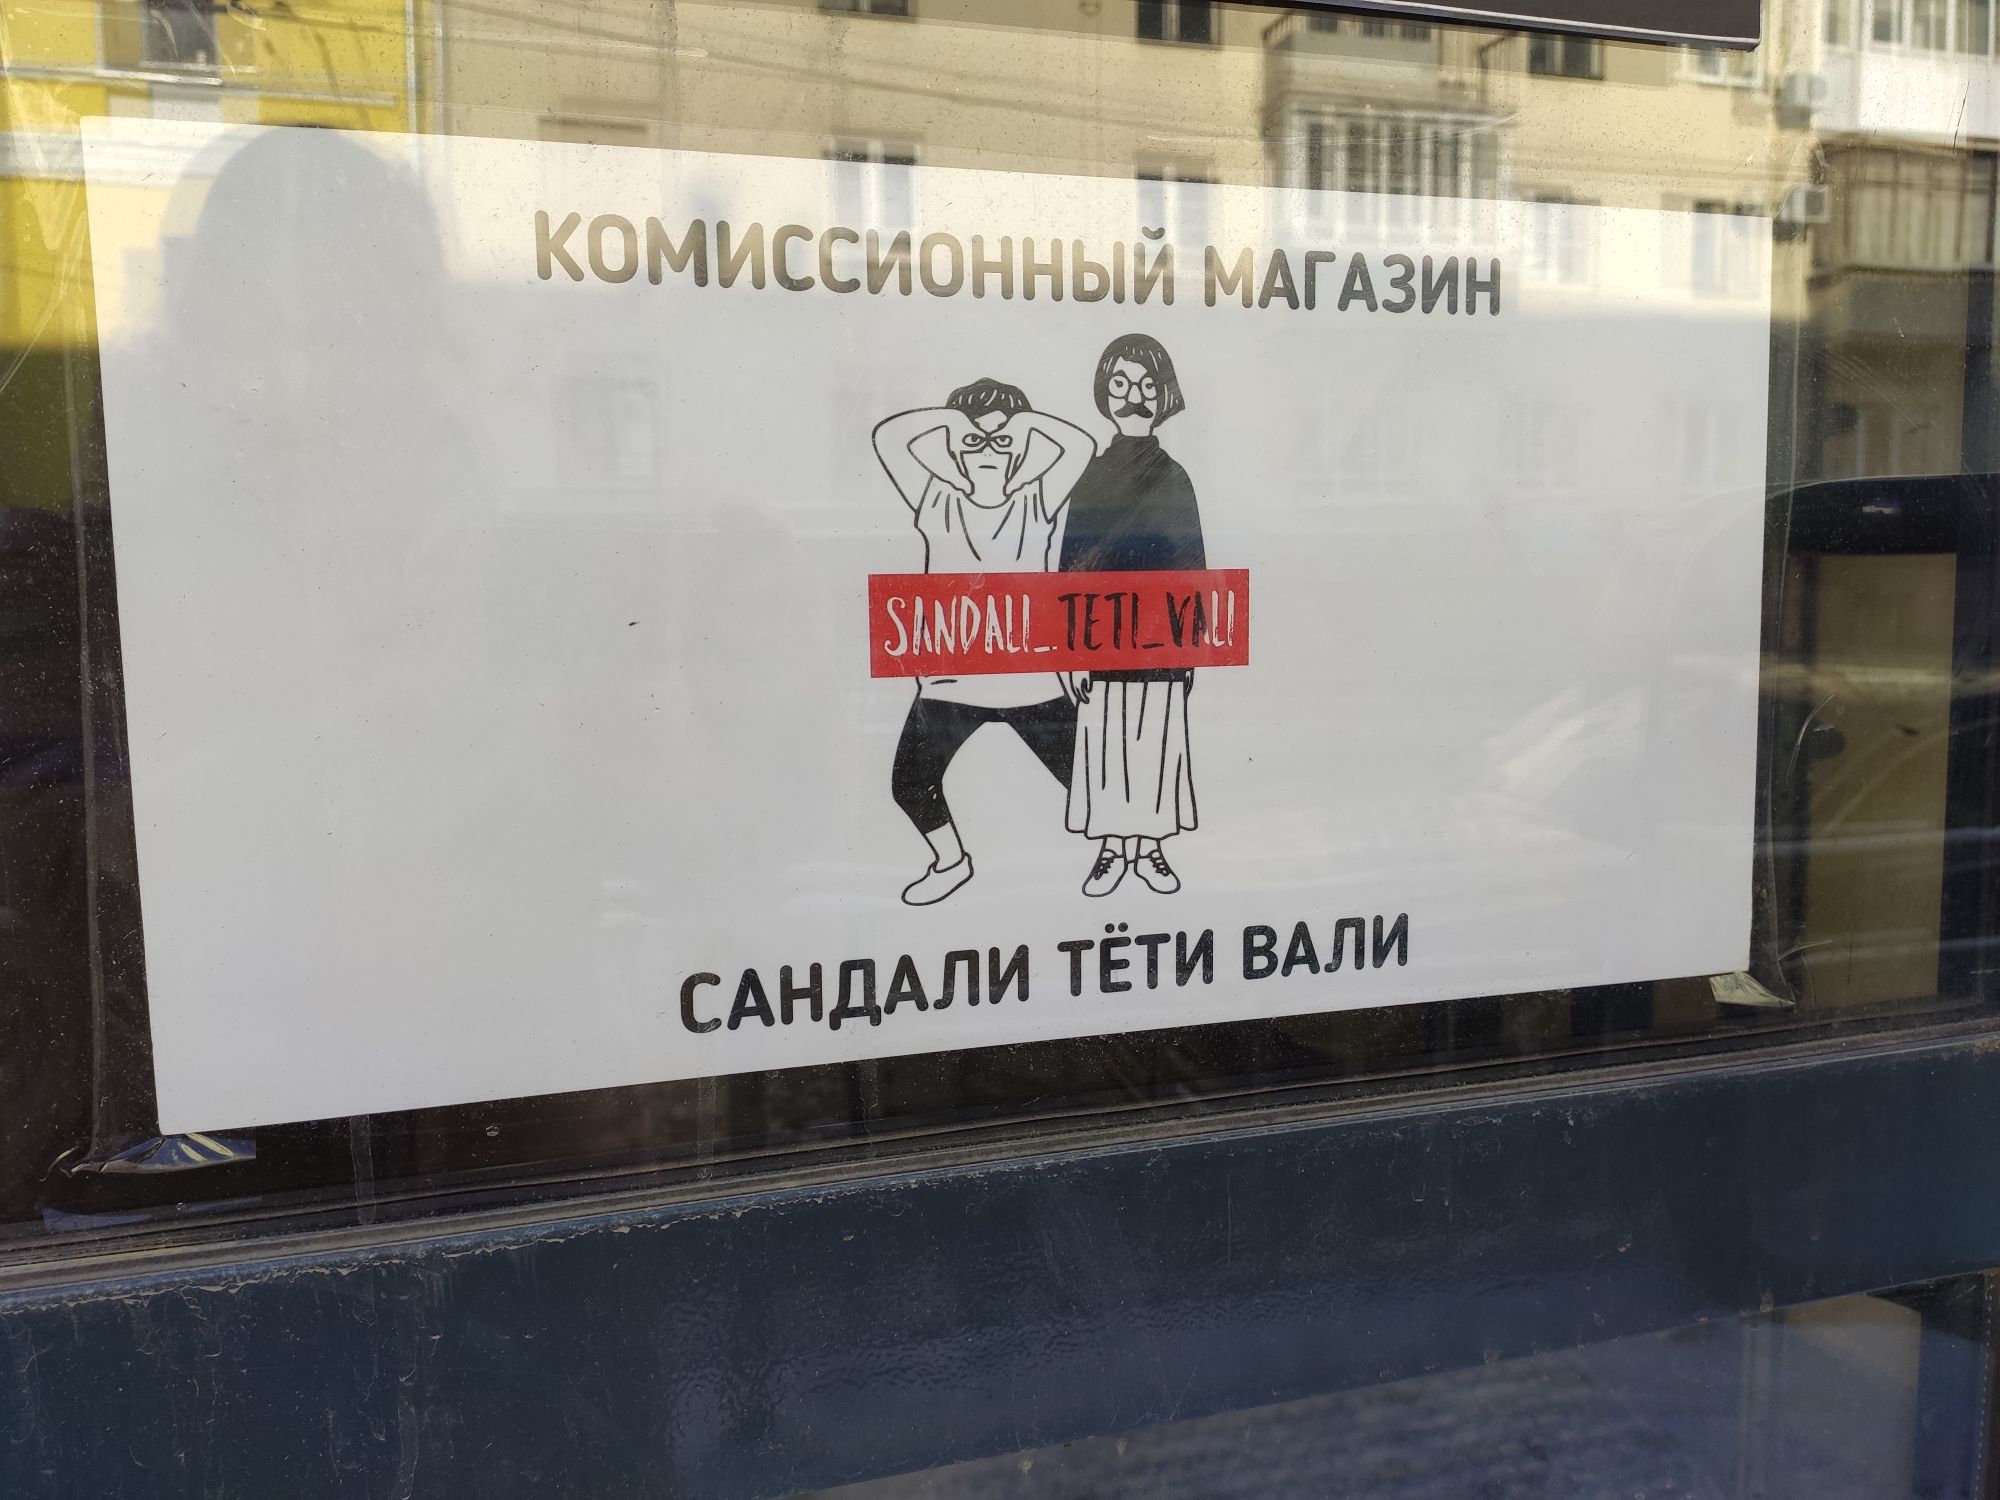 КОМИССИОННЫЙ МАГАЗИН
SANDALI_TETI_VALI
САНДАЛИ ТЁТИ ВАЛИ